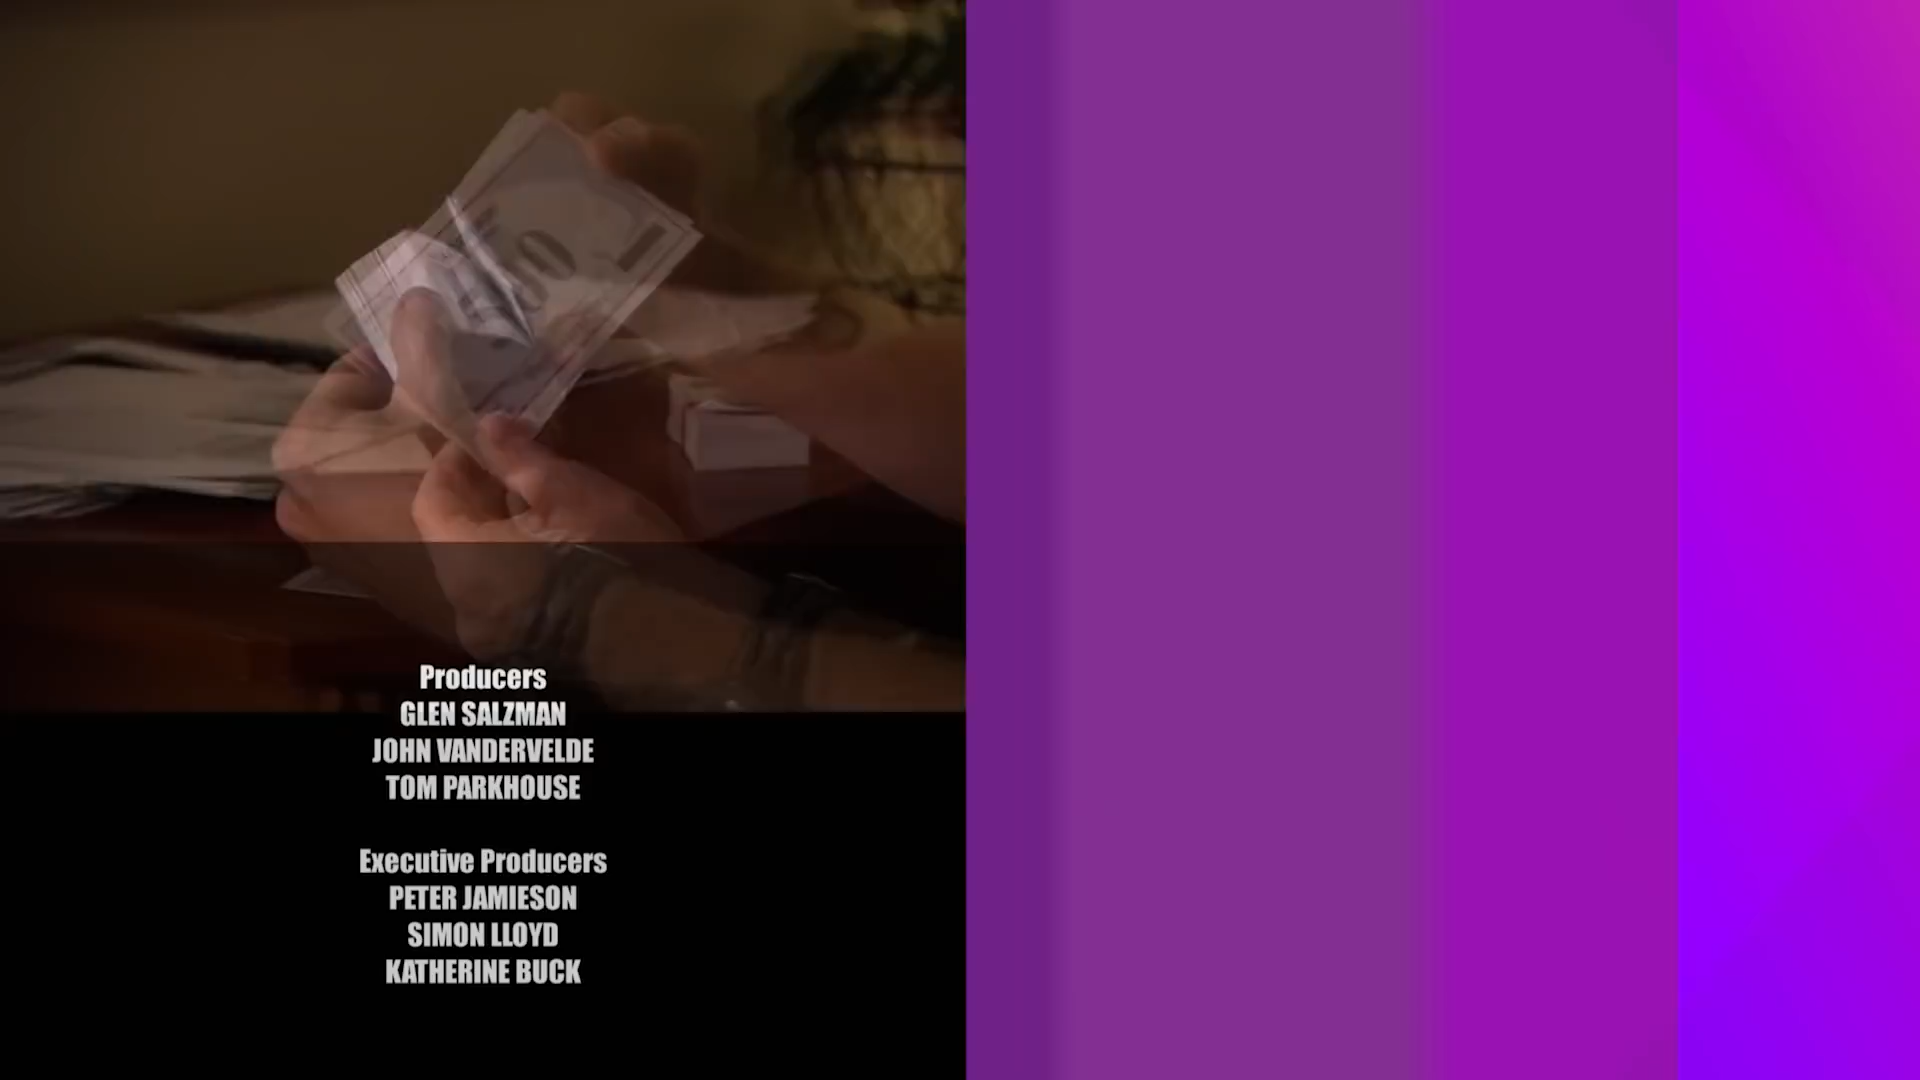 Producers
GLEN SALZMAN
JOHN VANDERVELDE
TOM PARKHOUSE
Executive Producers
PETER JAMIESON
SIMON LLOYD
KATHERINE BUCK